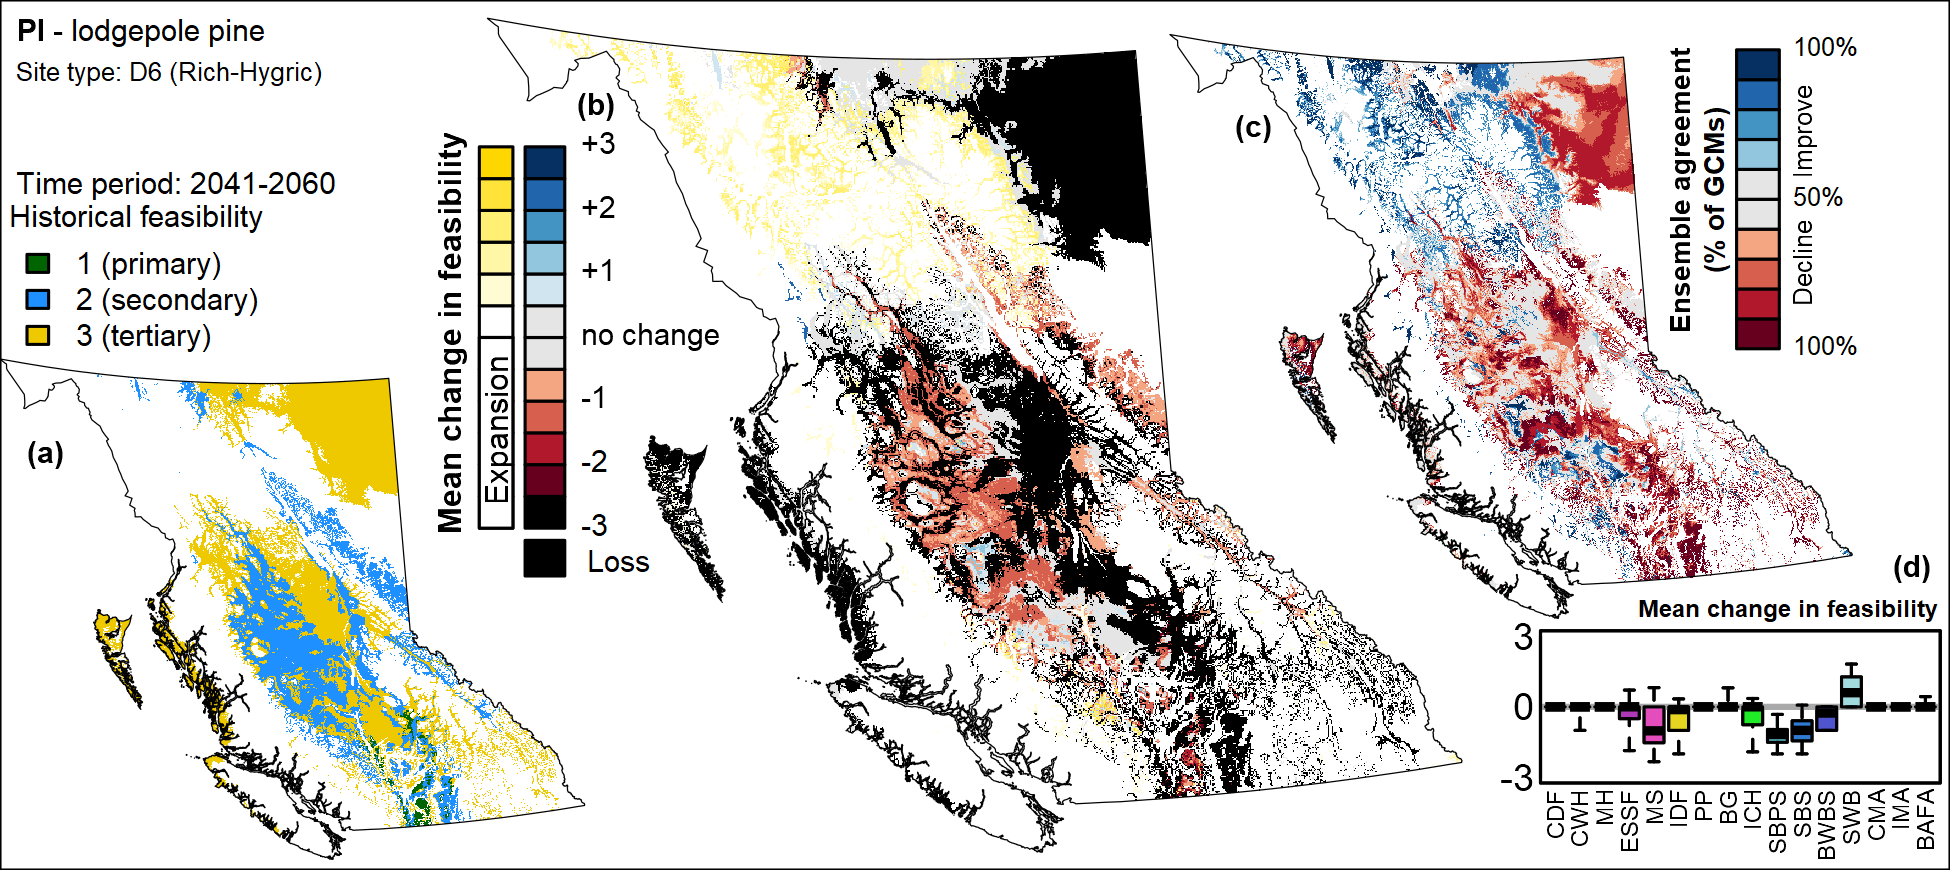 Pl - lodgepole pine
Site type: D6 (Rich-Hygric)
Time period: 2041-2060
Historical feasibility
1 (primary)
2 (secondary)
3 (tertiary)
(a)
(b)
Mean change in feasibility
Expansion
+3
+2
+1
no change
-1
-2
-3
Loss
(c)
Ensemble agreement
(% of GCMs)
Improve
Decline
100%
50%
100%
(d)
Mean change in feasibility
3
0
-3
CDF
CWH
MH
ESSF
MS
IDF
PP
BG
ICH
SBPS
SBS
BWBS
SWB
CMA
IMA
BAFA